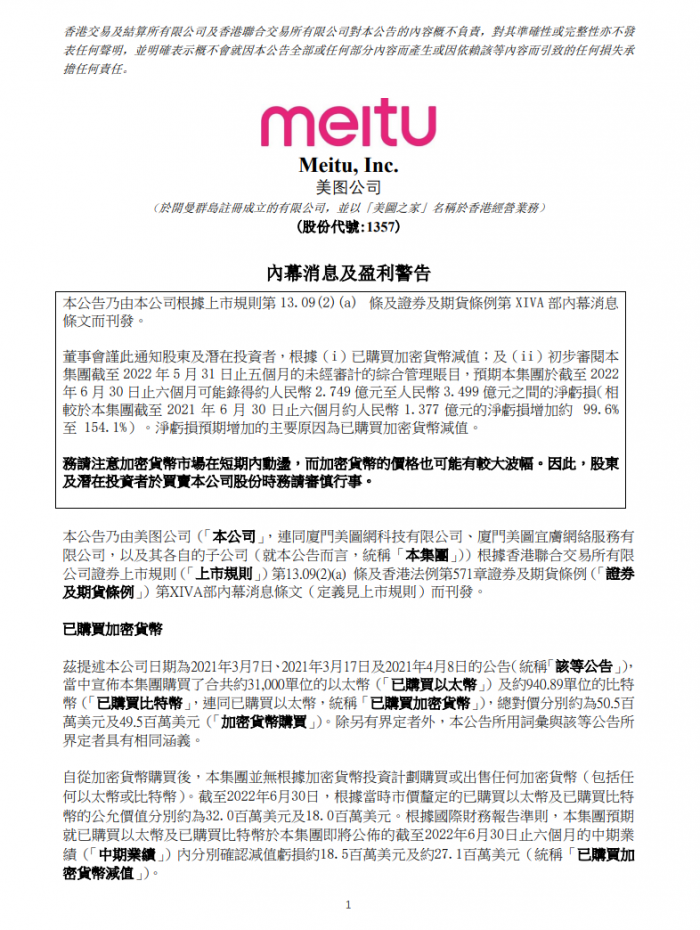 香港交易及結算所有限公司及香港聯合交易所有限公司對本公告的內容概不負責，對其準確性或完整性亦不發
表任何聲明，並明確表示概不會就因本公告全部或任何部分內容而產生或因依賴該等內容而引致的任何損失承
擔任何責任。
meitu
Meitu, Inc.
美图公司
（於開曼群島註冊成立的有限公司，並以「美圖之家」名稱於香港經營業務）
(股份代號:1357)
內幕消息及盈利警告
本公告乃由本公司根據上市規則第 13.09(2)(a) 條及證券及期貨條例第 XIVA 部內幕消息
條文而刊發。
董事會謹此通知股東及潛在投資者，根據（i）已購買加密貨幣減值；及（ii）初步審閱本
集團截至 2022 年 5 月 31 日止五個月的未經審計的綜合管理賬目，預期本集團於截至 2022
年 6 月 30 日止六個月可能錄得約人民幣 2.749 億元至人民幣 3.499 億元之間的淨虧損（相
較於本集團截至 2021 年 6 月 30 日止六個月約人民幣 1.377 億元的淨虧損增加約 99.6%
至 154.1%）。淨虧損預期增加的主要原因為已購買加密貨幣減值。
務請注意加密貨幣市場在短期內動盪，而加密貨幣的價格也可能有較大波幅。因此，股東
及潛在投資者於買賣本公司股份時務請審慎行事。
本公告乃由美图公司（「本公司」，連同廈門美圖網科技有限公司、廈門美圖宜膚網絡服務有
限公司，以及其各自的子公司（就本公告而言，統稱「本集團」））根據香港聯合交易所有限
公司證券上市規則（「上市規則」）第13.09(2)(a) 條及香港法例第571章證券及期貨條例（「證券
及期貨條例」）第XIVA部內幕消息條文（定義見上市規則）而刊發。
已購買加密貨幣
茲提述本公司日期為2021年3月7日、2021年3月17日及2021年4月8日的公告（統稱「該等公告」），
當中宣佈本集團購買了合共約31,000單位的以太幣（「已購買以太幣」）及約940.89單位的比特
幣（「已購買比特幣」，連同已購買以太幣，統稱「已購買加密貨幣」），總對價分別約為50.5百
萬美元及49.5百萬美元（「加密貨幣購買」）。除另有界定者外，本公告所用詞彙與該等公告所
界定者具有相同涵義。
自從加密貨幣購買後，本集團並無根據加密貨幣投資計劃購買或出售任何加密貨幣（包括任
何以太幣或比特幣）。截至2022年6月30日，根據當時市價釐定的已購買以太幣及已購買比特
幣的公允價值分別約為32.0百萬美元及18.0百萬美元。根據國際財務報告準則，本集團預期
就已購買以太幣及已購買比特幣於本集團即將公佈的截至2022年6月30日止六個月的中期業
績（「中期業績」）內分別確認減值虧損約18.5百萬美元及約27.1百萬美元（統稱「已購買加
密貨幣減值」）。
1